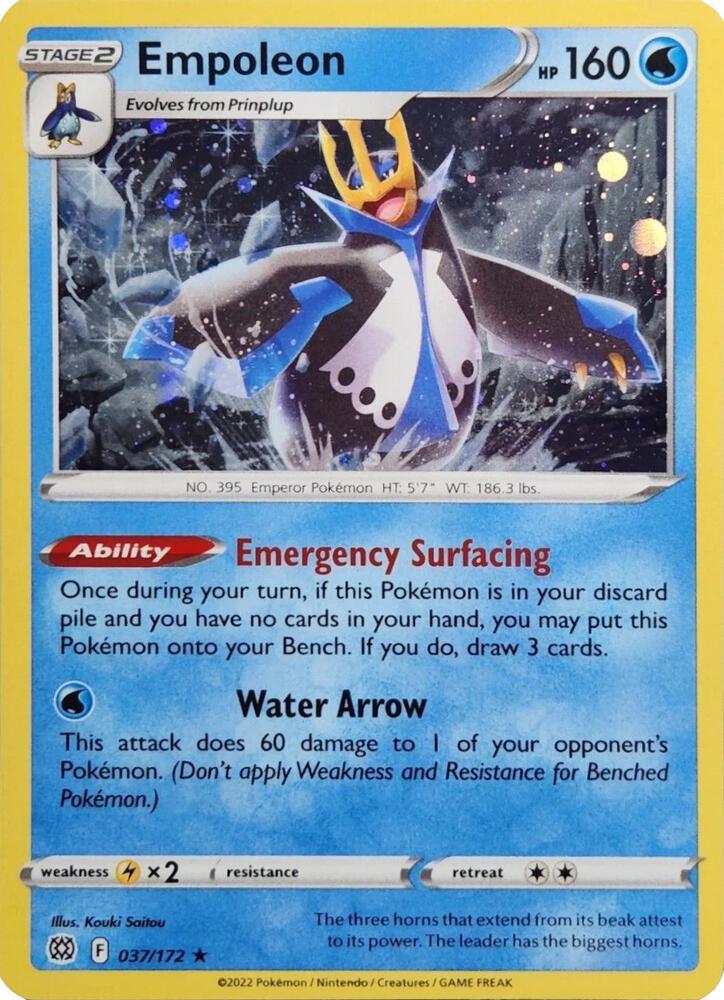 STAGE2
Empoleon
HP 160
Evolves from Prinplup
NO. 395 Emperor Pokémon HT: 5'7" WT: 186.3 lbs.
Ability Emergency Surfacing
Once during your turn, if this Pokémon is in your discard
pile and you have no cards in your hand, you may put this
Pokémon onto your Bench. If you do, draw 3 cards.
Water Arrow
This attack does 60 damage to 1 of your opponent's
Pokémon. (Don't apply Weakness and Resistance for Benched
Pokémon.)
weakness ×2 resistance retreat
Illus. Kouki Saitou
The three horns that extend from its beak attest
to its power. The leader has the biggest horns.
F 037/172 ★
©2022 Pokémon / Nintendo / Creatures / GAME FREAK